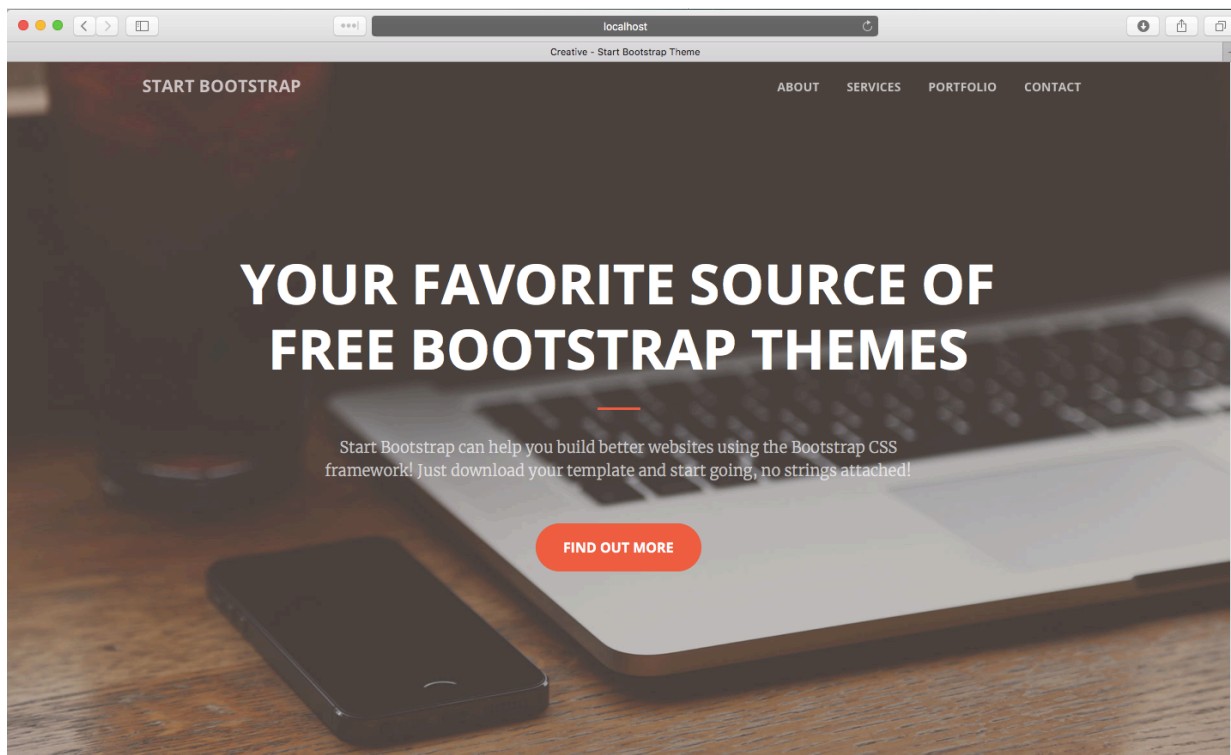 localhost
Creative - Start Bootstrap Theme
START BOOTSTRAP
ABOUT SERVICES PORTFOLIO CONTACT
YOUR FAVORITE SOURCE OF
FREE BOOTSTRAP THEMES
Start Bootstrap can help you build better websites using the Bootstrap CSS
framework! Just download your template and start going, no strings attached!
FIND OUT MORE